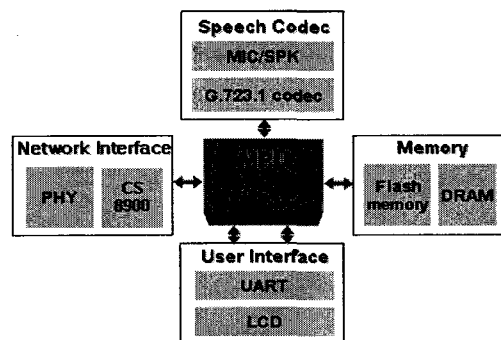 Speech Codec
MIC/SPK
G.723.1 codec
Network Interface
PHY
CS
8900
Memory
Flash
memory
DRAM
User Interface
UART
LCD